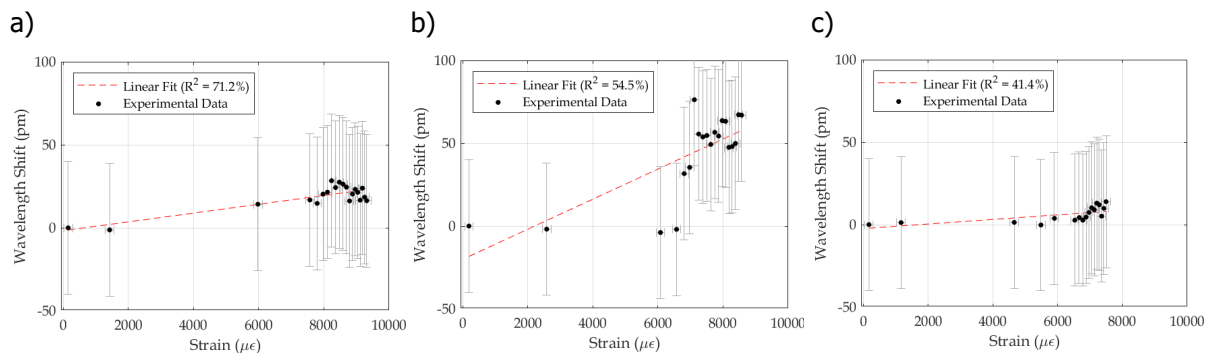 a)
100
50
0
-50
Wavelength Shift (pm)
Linear Fit (R² = 71.2%)
Experimental Data
0 2000 4000 6000 8000 10000
Strain (με)
b)
100
50
0
-50
Wavelength Shift (pm)
Linear Fit (R² = 54.5%)
Experimental Data
0 2000 4000 6000 8000 1000
Strain (με)
c)
100
50
0
-50
Wavelength Shift (pm)
Linear Fit (R² = 41.4%)
Experimental Data
0 2000 4000 6000 8000 10000
Strain (με)